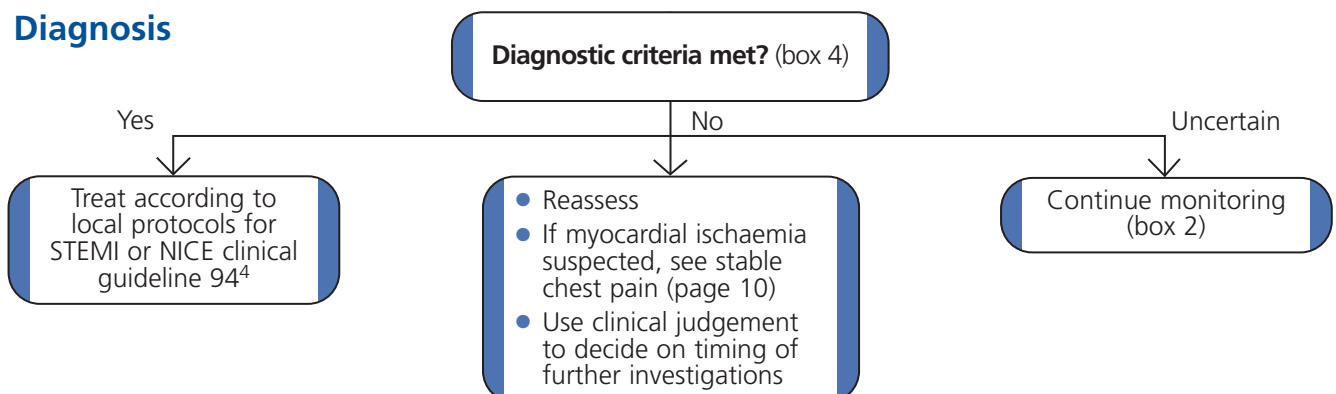 Diagnosis
Diagnostic criteria met? (box 4)
Yes
No
Uncertain
Treat according to
local protocols for
STEMI or NICE clinical
guideline 94⁴
● Reassess
● If myocardial ischaemia
suspected, see stable
chest pain (page 10)
● Use clinical judgement
to decide on timing of
further investigations
Continue monitoring
(box 2)